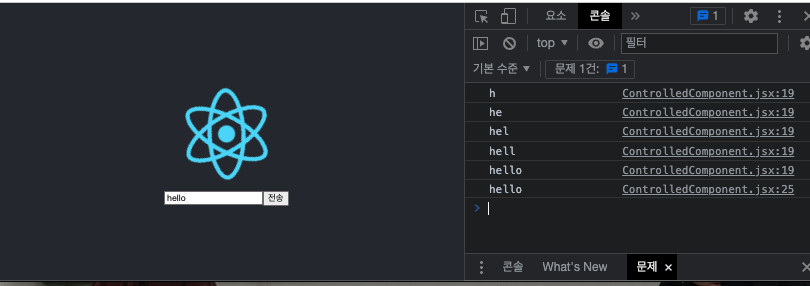 요소 콘솔 » 1
top ▼ 필터
기본 수준 ▼ 문제 1건: 1
h ControlledComponent.jsx:19
he ControlledComponent.jsx:19
hel ControlledComponent.jsx:19
hell ControlledComponent.jsx:19
hello ControlledComponent.jsx:19
hello 전송
hello ControlledComponent.jsx:25
>
콘솔 What's New 문제 ×